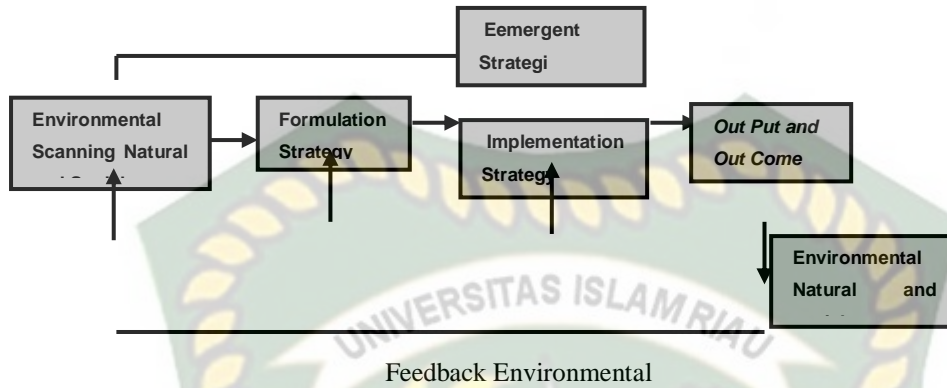 Eemergent
Strategi
Environmental
Scanning Natural
Formulation
Strategy
Implementation
Strategy
Out Put and
Out Come
Environmental
Natural and
UNIVERSITAS ISLAM RIAU
Feedback Environmental